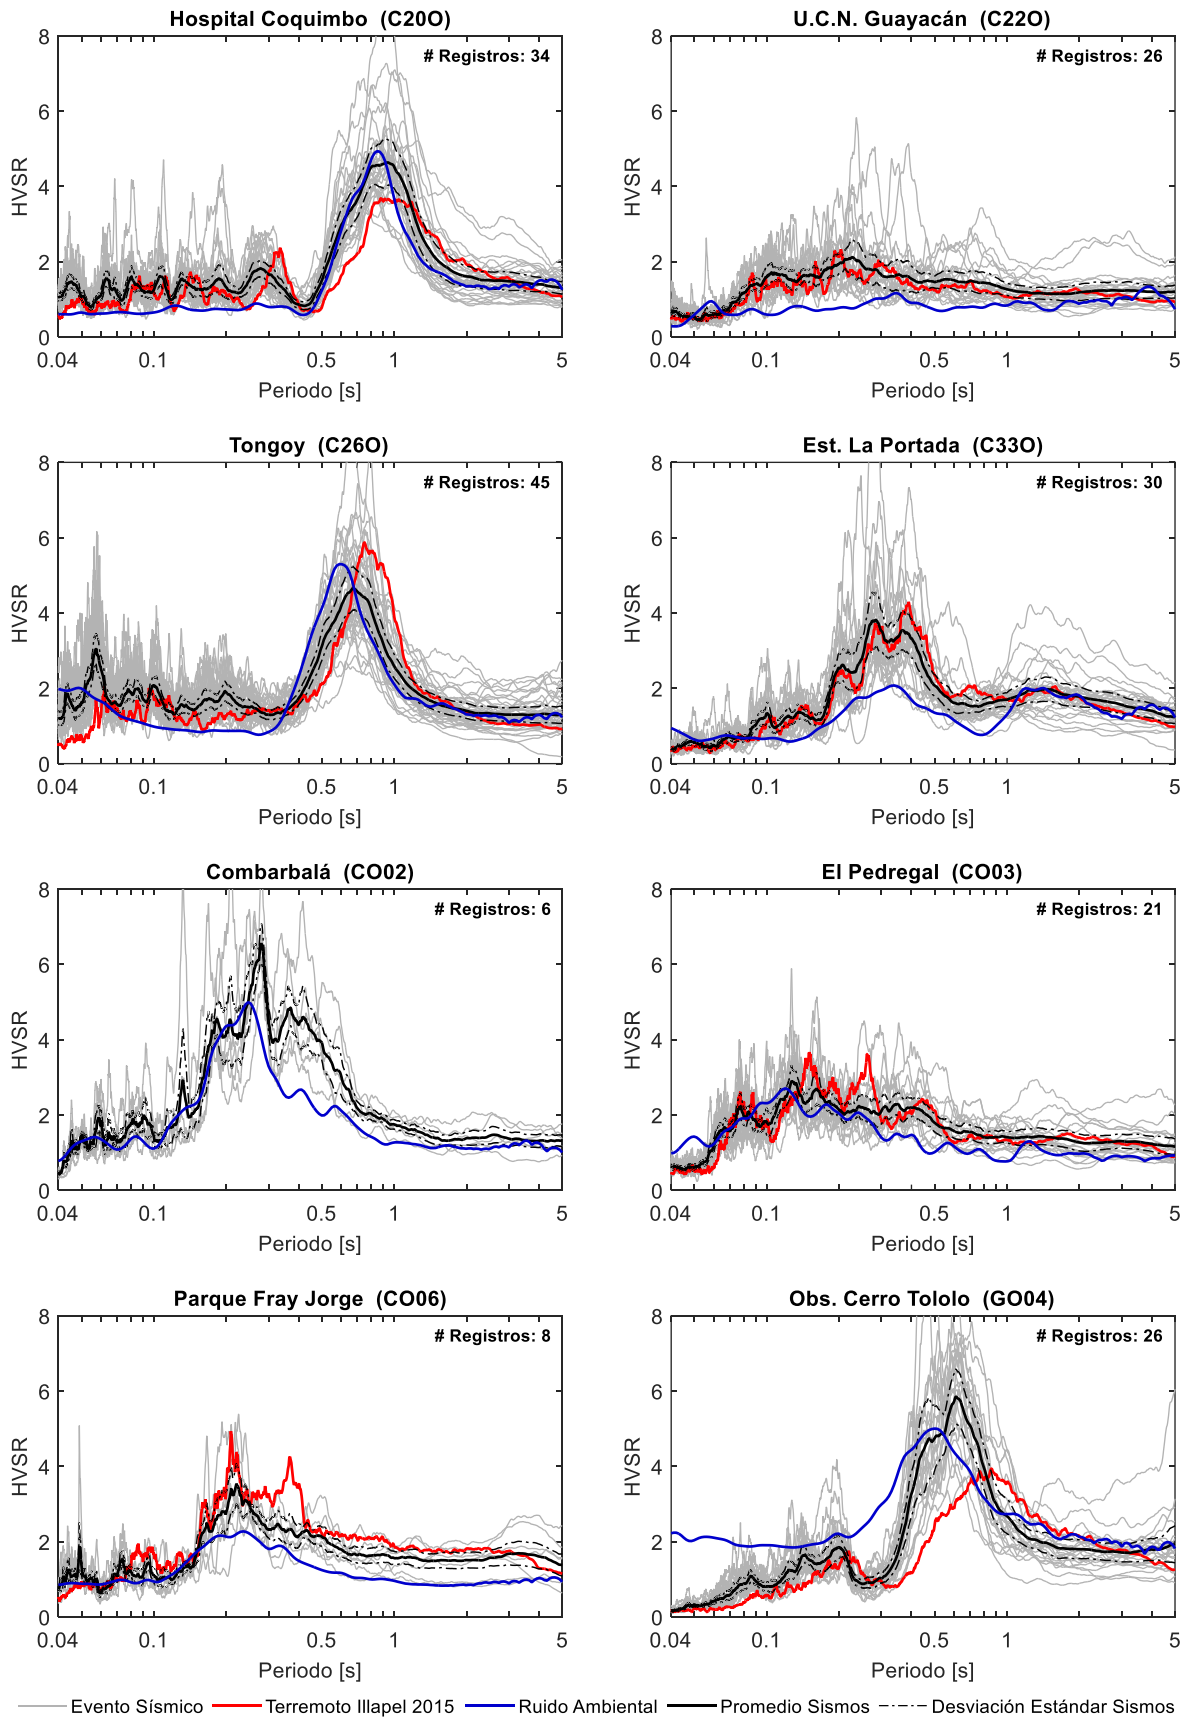 Hospital Coquimbo (C20O)
# Registros: 34
8
6
4
2
0
HVSR
0.04 0.1 0.5 1 5
Periodo [s]
U.C.N. Guayacán (C22O)
# Registros: 26
8
6
4
2
0
HVSR
0.04 0.1 0.5 1 5
Periodo [s]
Tongoy (C26O)
# Registros: 45
8
6
4
2
0
HVSR
0.04 0.1 0.5 1 5
Periodo [s]
Est. La Portada (C33O)
# Registros: 30
8
6
4
2
0
HVSR
0.04 0.1 0.5 1 5
Periodo [s]
Combarbalá (CO02)
# Registros: 6
8
6
4
2
0
HVSR
0.04 0.1 0.5 1 5
Periodo [s]
El Pedregal (CO03)
# Registros: 21
8
6
4
2
0
HVSR
0.04 0.1 0.5 1 5
Periodo [s]
Parque Fray Jorge (CO06)
# Registros: 8
8
6
4
2
0
HVSR
0.04 0.1 0.5 1 5
Periodo [s]
Obs. Cerro Tololo (GO04)
# Registros: 26
8
6
4
2
0
HVSR
0.04 0.1 0.5 1 5
Periodo [s]
Evento Sísmico Terremoto Illapel 2015 Ruido Ambiental Promedio Sismos Desviación Estándar Sismos